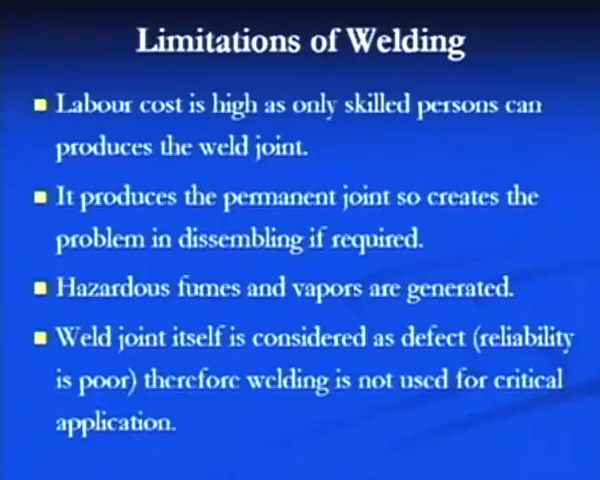 Limitations of Welding
Labour cost is high as only skilled persons can
produces the weld joint.
It produces the permanent joint so creates the
problem in dissembling if required.
Hazardous fumes and vapors are generated.
Weld joint itself is considered as defect (reliability
is poor) therefore welding is not used for critical
application.